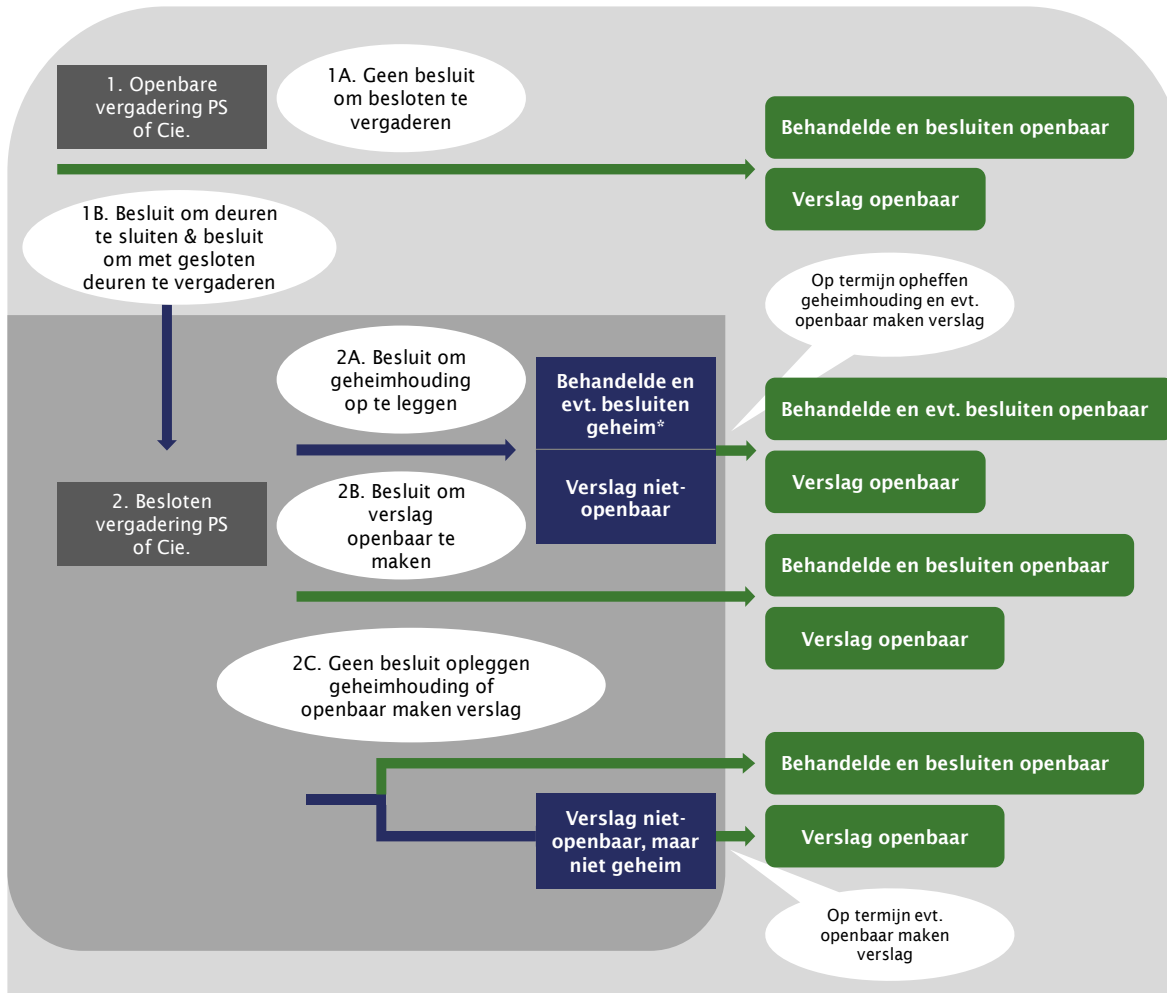 1. Openbare
vergadering PS
of Cie.
1A. Geen besluit
om besloten te
vergaderen
Behandelde en besluiten openbaar
Verslag openbaar
1B. Besluit om deuren
te sluiten & besluit
om met gesloten
deuren te vergaderen
Op termijn opheffen
geheimhouding en evt.
openbaar maken verslag
2A. Besluit om
geheimhouding
op te leggen
Behandelde en
evt. besluiten
geheim*
Verslag niet-
openbaar
Behandelde en evt. besluiten openbaar
Verslag openbaar
2. Besloten
vergadering PS
of Cie.
2B. Besluit om
verslag
openbaar te
maken
Behandelde en besluiten openbaar
Verslag openbaar
2C. Geen besluit opleggen
geheimhouding of
openbaar maken verslag
Behandelde en besluiten openbaar
Verslag niet-
openbaar, maar
niet geheim
Verslag openbaar
Op termijn evt.
openbaar maken
verslag